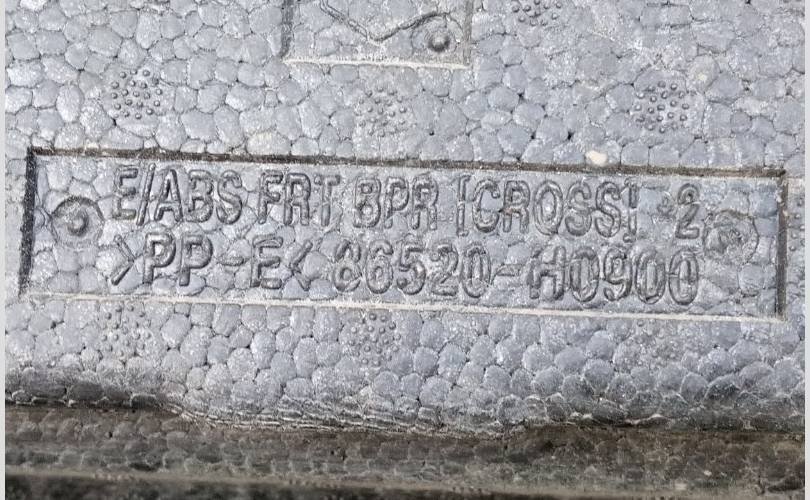 E/ABS FRT BPR [CROSS] #2
>PP-E< 86520-H0900